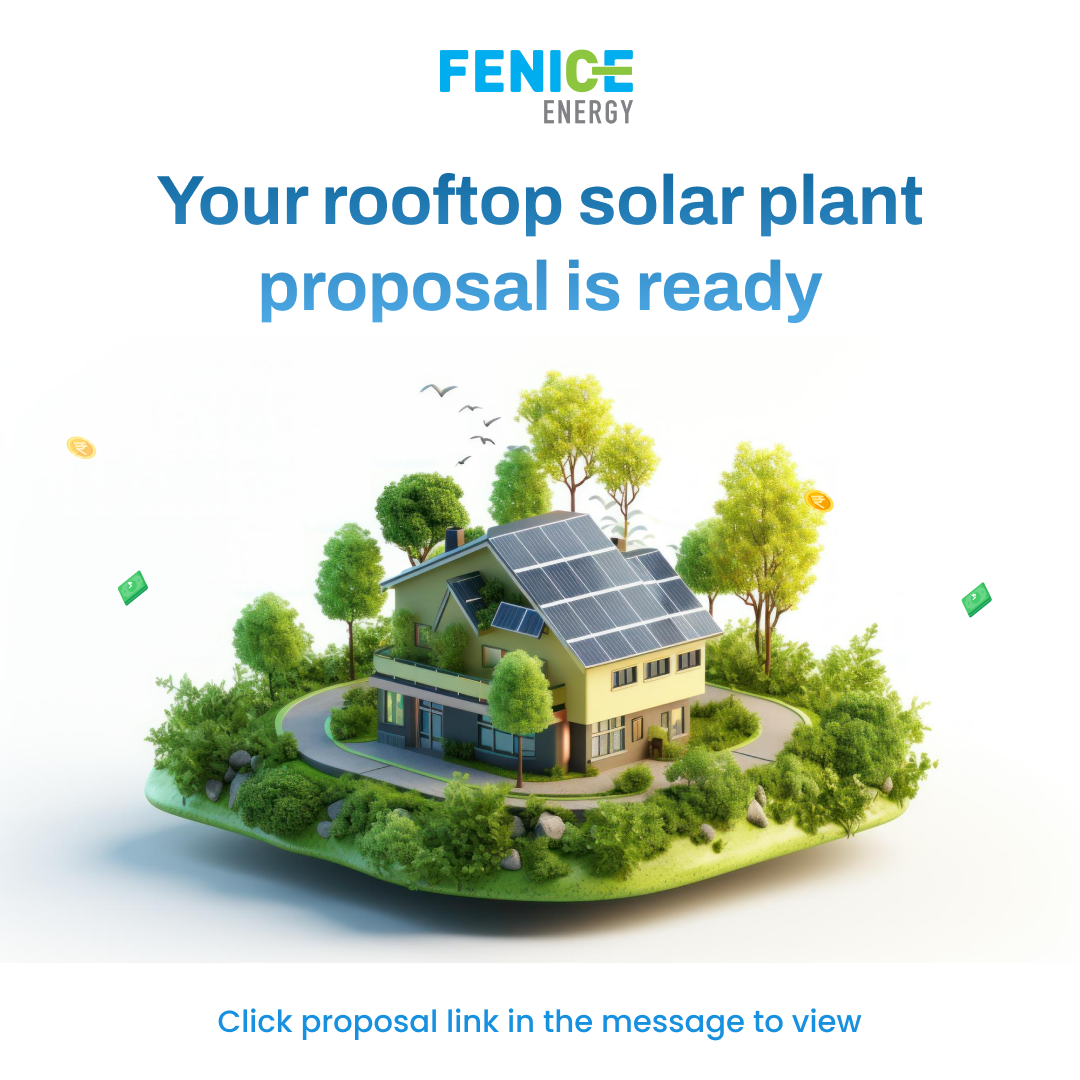 FENICE
ENERGY
Your rooftop solar plant
proposal is ready
Click proposal link in the message to view